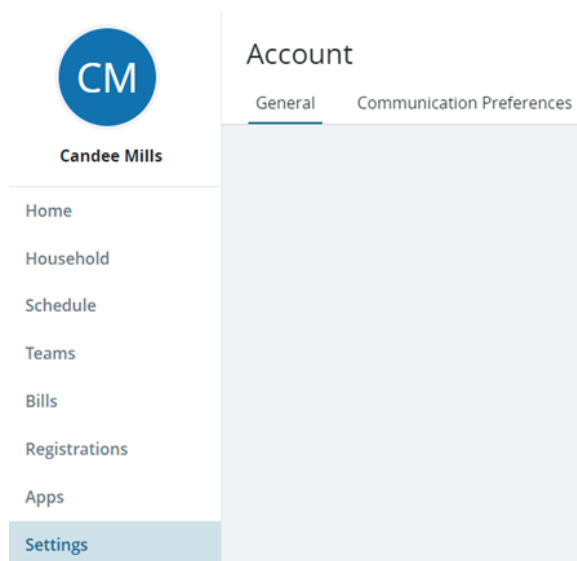 CM
Candee Mills
Home
Household
Schedule
Teams
Bills
Registrations
Apps
Settings
Account
General Communication Preferences